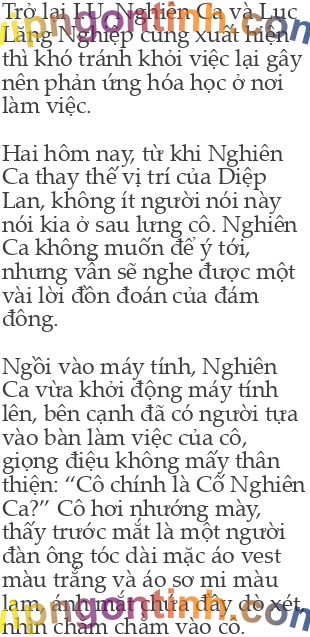 Trở lại J.U, Nghiên Ca và Lục
Lăng Nghiệp cùng xuất hiện
thì khó tránh khỏi việc lại gây
nên phản ứng hóa học ở nơi
làm việc.
Hai hôm nay, từ khi Nghiên
Ca thay thế vị trí của Diệp
Lan, không ít người nói này
nói kia ở sau lưng cô. Nghiên
Ca không muốn để ý tới,
nhưng vẫn sẽ nghe được một
vài lời đồn đoán của đám
đông.
Ngồi vào máy tính, Nghiên
Ca vừa khởi động máy tính
lên, bên cạnh đã có người tựa
vào bàn làm việc của cô,
giọng điệu không mấy thân
thiện: “Cô chính là Cố Nghiên
Ca?” Cô hơi nhướng mày,
thấy trước mắt là một người
đàn ông tóc dài mặc áo vest
màu trắng và áo sơ mi màu
lam, ánh mắt chứa đầy dò xét,
nhìn chằm chằm vào cô.